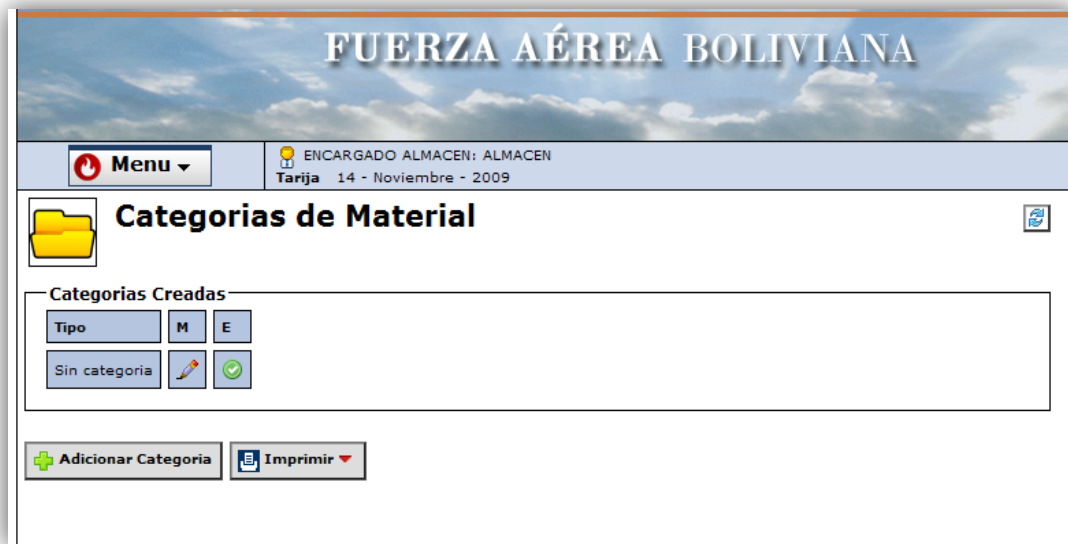 FUERZA AÉREA BOLIVIANA
Menu
ENCARGADO ALMACEN: ALMACEN
Tarija 14 - Noviembre - 2009
Categorias de Material
Categorias Creadas
Tipo M E
Sin categoria
Adicionar Categoria Imprimir